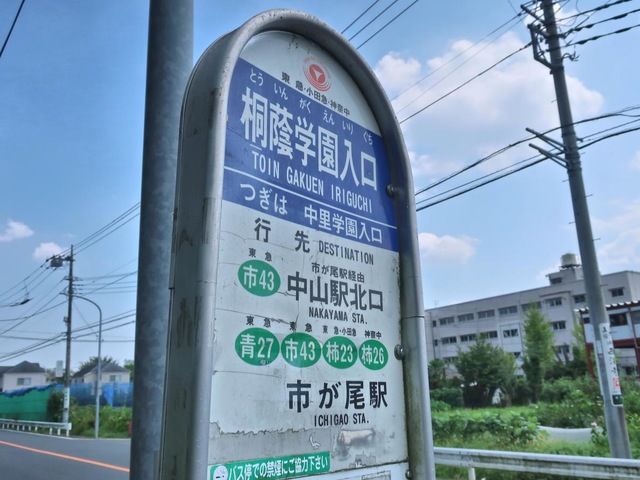 東急・小田急・神奈中
とういんがくえんいりぐち
桐蔭学園入口
TOIN GAKUEN IRIGUCHI
つぎは 中里学園入口
行先 DESTINATION
東急 市が尾駅経由
市43 中山駅北口
NAKAYAMA STA.
東急 東急 東急・小田急 神奈中
青27 市43 柿23 柿26
市が尾駅
ICHIGAO STA.
バス停での禁煙にご協力下さい